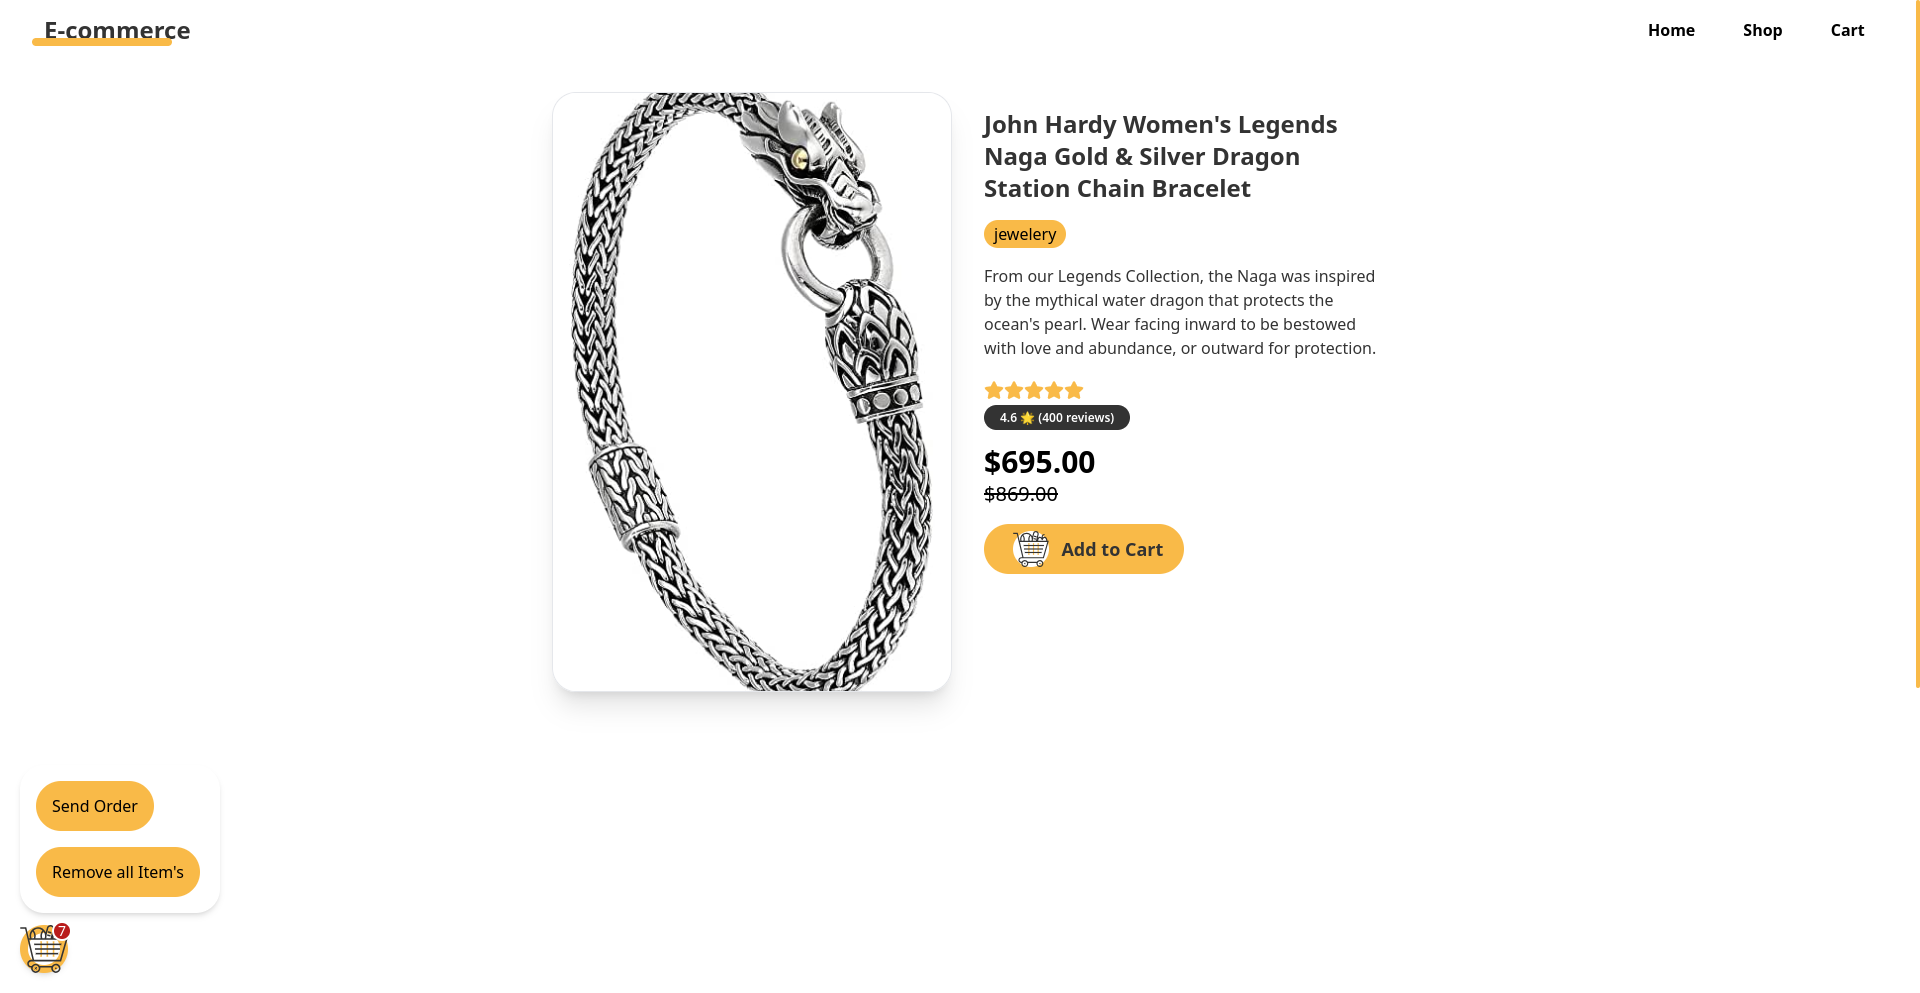 E-commerce
Home
Shop
Cart
John Hardy Women's Legends
Naga Gold & Silver Dragon
Station Chain Bracelet
jewelery
From our Legends Collection, the Naga was inspired
by the mythical water dragon that protects the
ocean's pearl. Wear facing inward to be bestowed
with love and abundance, or outward for protection.
4.6 🌟 (400 reviews)
$695.00
$869.00
Add to Cart
Send Order
Remove all Item's
7